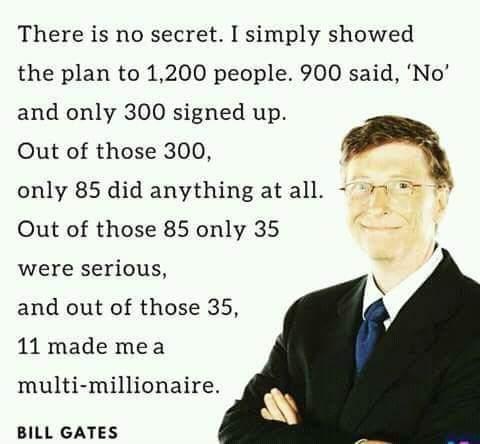 There is no secret. I simply showed
the plan to 1,200 people. 900 said, ‘No’
and only 300 signed up.
Out of those 300,
only 85 did anything at all.
Out of those 85 only 35
were serious,
and out of those 35,
11 made me a
multi-millionaire.
BILL GATES